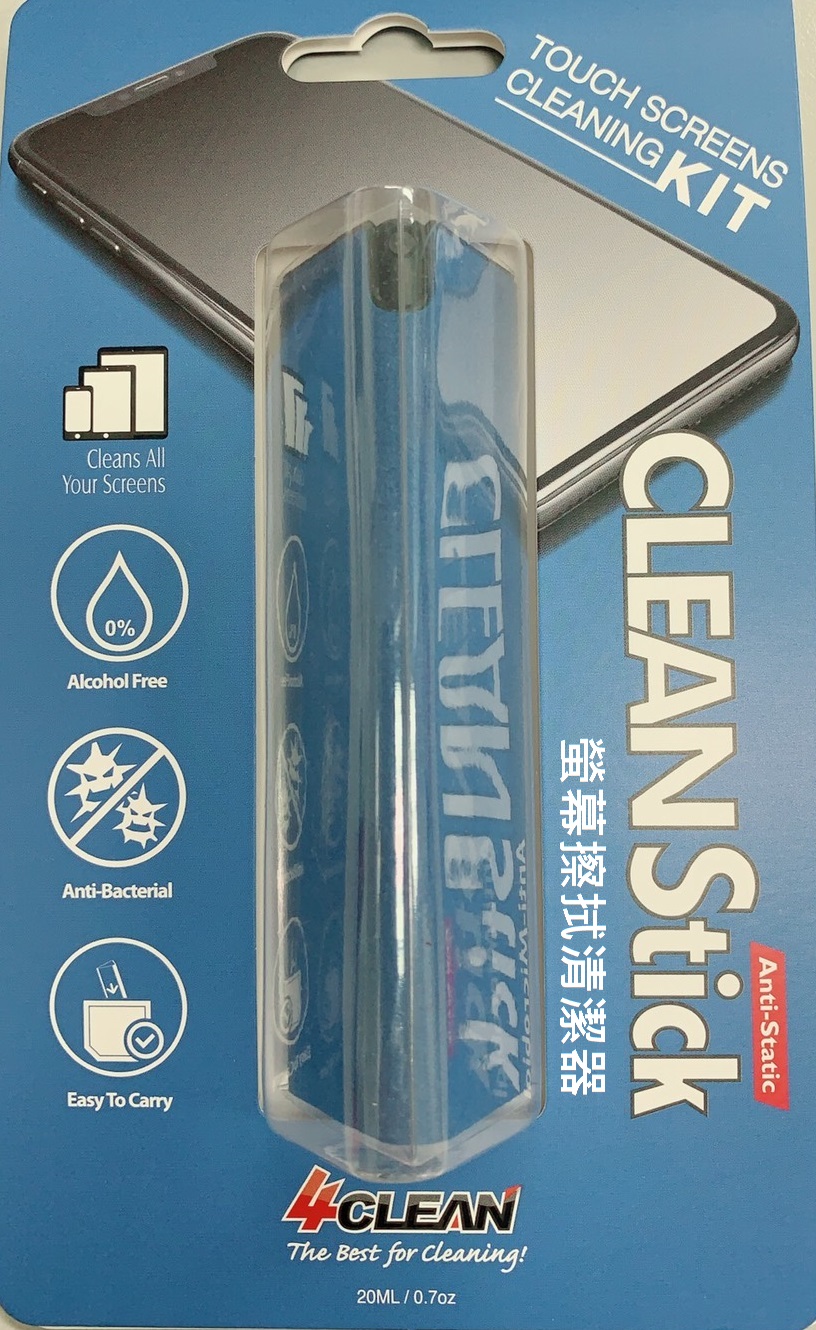 TOUCH SCREENS
CLEANING KIT
Cleans All
Your Screens
0%
Alcohol Free
Anti-Bacterial
Easy To Carry
CLEAN Stick
Anti-Static
螢幕擦拭清潔器
4CLEAN
The Best for Cleaning!
20ML / 0.7oz